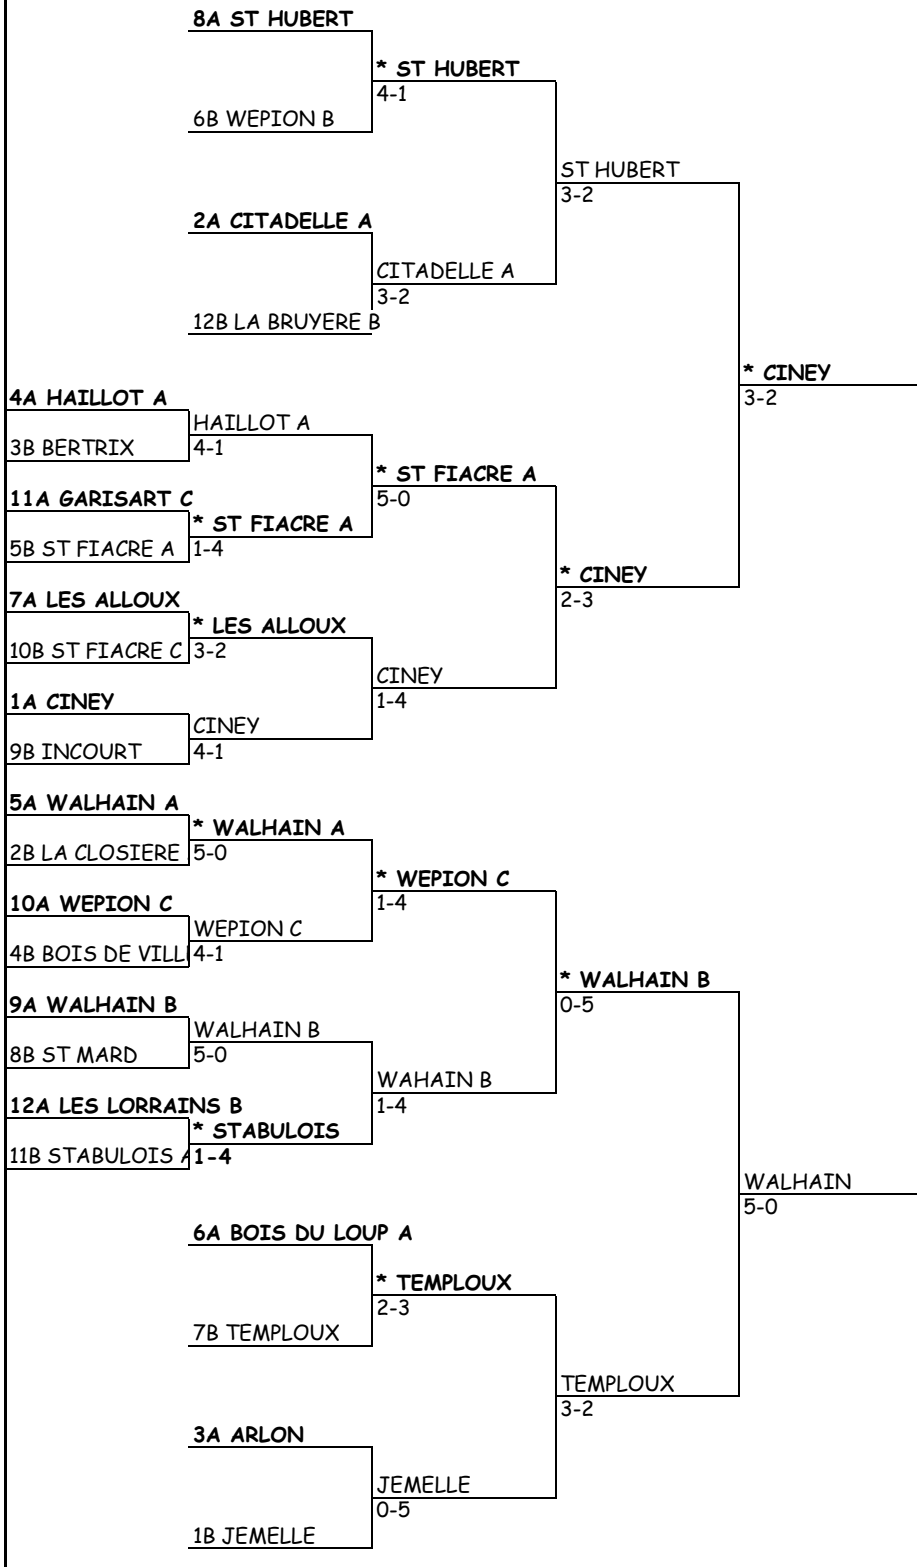 8A ST HUBERT
* ST HUBERT
4-1
6B WEPION B
ST HUBERT
3-2
2A CITADELLE A
CITADELLE A
3-2
12B LA BRUYERE B
* CINEY
3-2
4A HAILLOT A
HAILLOT A
4-1
3B BERTRIX
* ST FIACRE A
5-0
11A GARISART C
* ST FIACRE A
1-4
5B ST FIACRE A
* CINEY
2-3
7A LES ALLOUX
* LES ALLOUX
3-2
10B ST FIACRE C
CINEY
1-4
1A CINEY
CINEY
4-1
9B INCOURT
5A WALHAIN A
* WALHAIN A
5-0
2B LA CLOSIERE
* WEPION C
1-4
10A WEPION C
WEPION C
4-1
4B BOIS DE VILL
* WALHAIN B
0-5
9A WALHAIN B
WALHAIN B
5-0
8B ST MARD
WAHAIN B
1-4
12A LES LORRAINS B
* STABULOIS
1-4
11B STABULOIS A
WALHAIN
5-0
6A BOIS DU LOUP A
* TEMPLOUX
2-3
7B TEMPLOUX
TEMPLOUX
3-2
3A ARLON
JEMELLE
0-5
1B JEMELLE